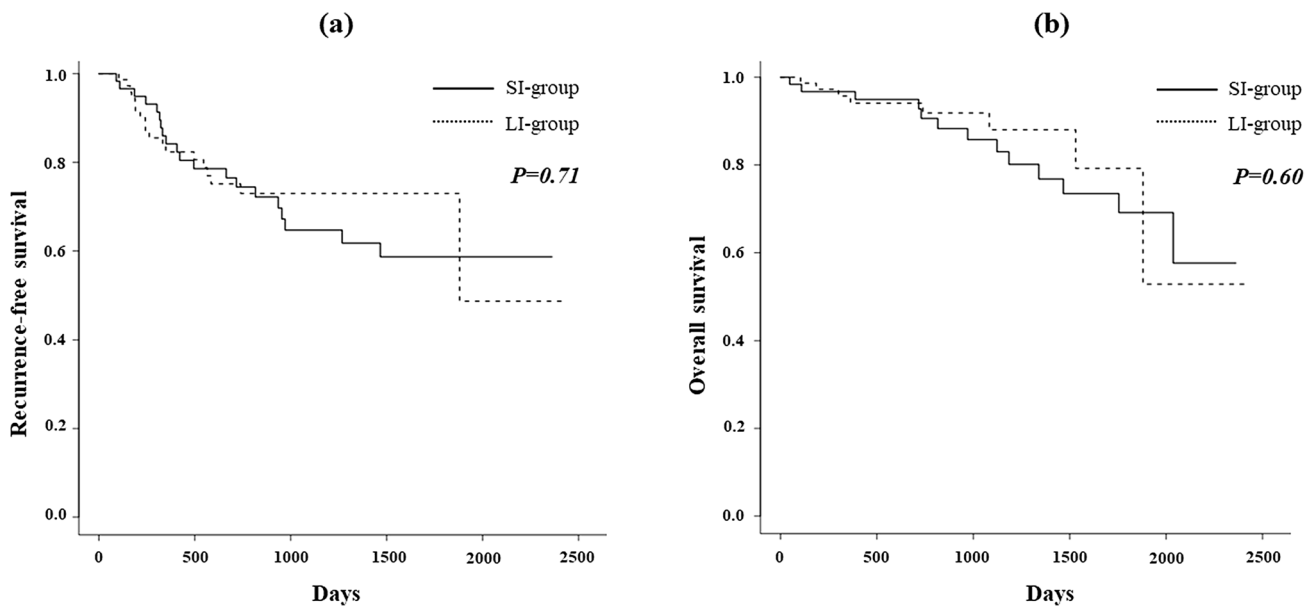 (a)
1.0
0.8
0.6
0.4
0.2
0.0
Recurrence-free survival
SI-group
LI-group
P=0.71
0
500
1000
1500
2000
2500
Days
(b)
1.0
0.8
0.6
0.4
0.2
0.0
Overall survival
SI-group
LI-group
P=0.60
0
500
1000
1500
2000
2500
Days